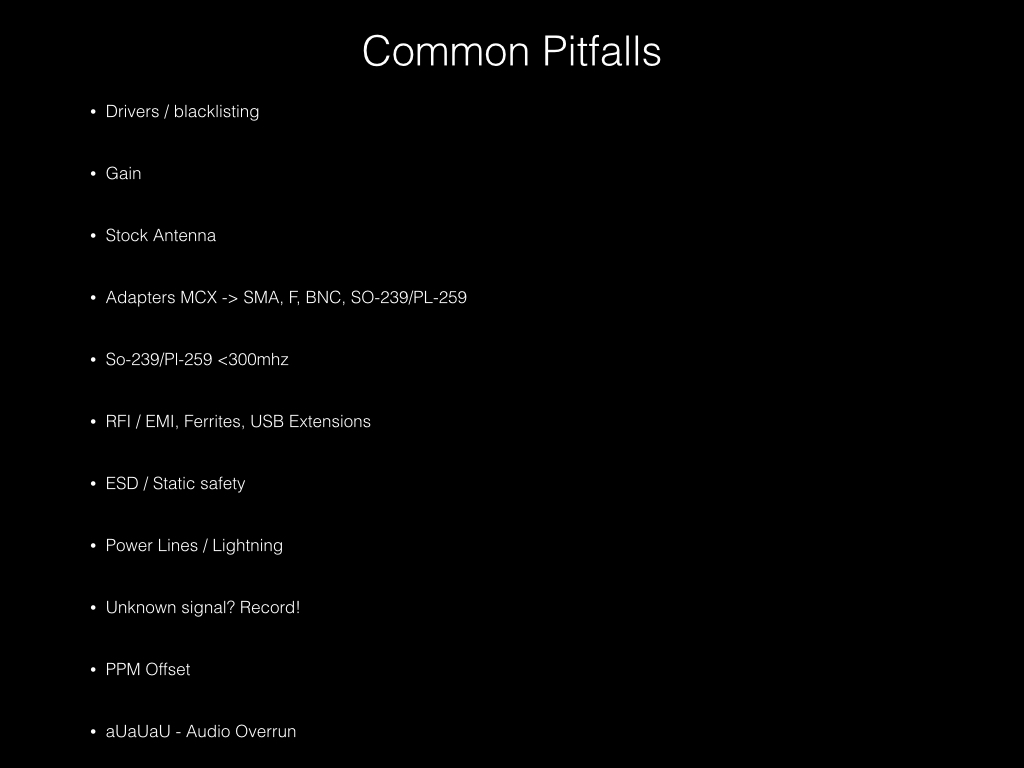 Common Pitfalls
• Drivers / blacklisting
• Gain
• Stock Antenna
• Adapters MCX -> SMA, F, BNC, SO-239/PL-259
• So-239/Pl-259 <300mhz
• RFI / EMI, Ferrites, USB Extensions
• ESD / Static safety
• Power Lines / Lightning
• Unknown signal? Record!
• PPM Offset
• aUaUaU - Audio Overrun